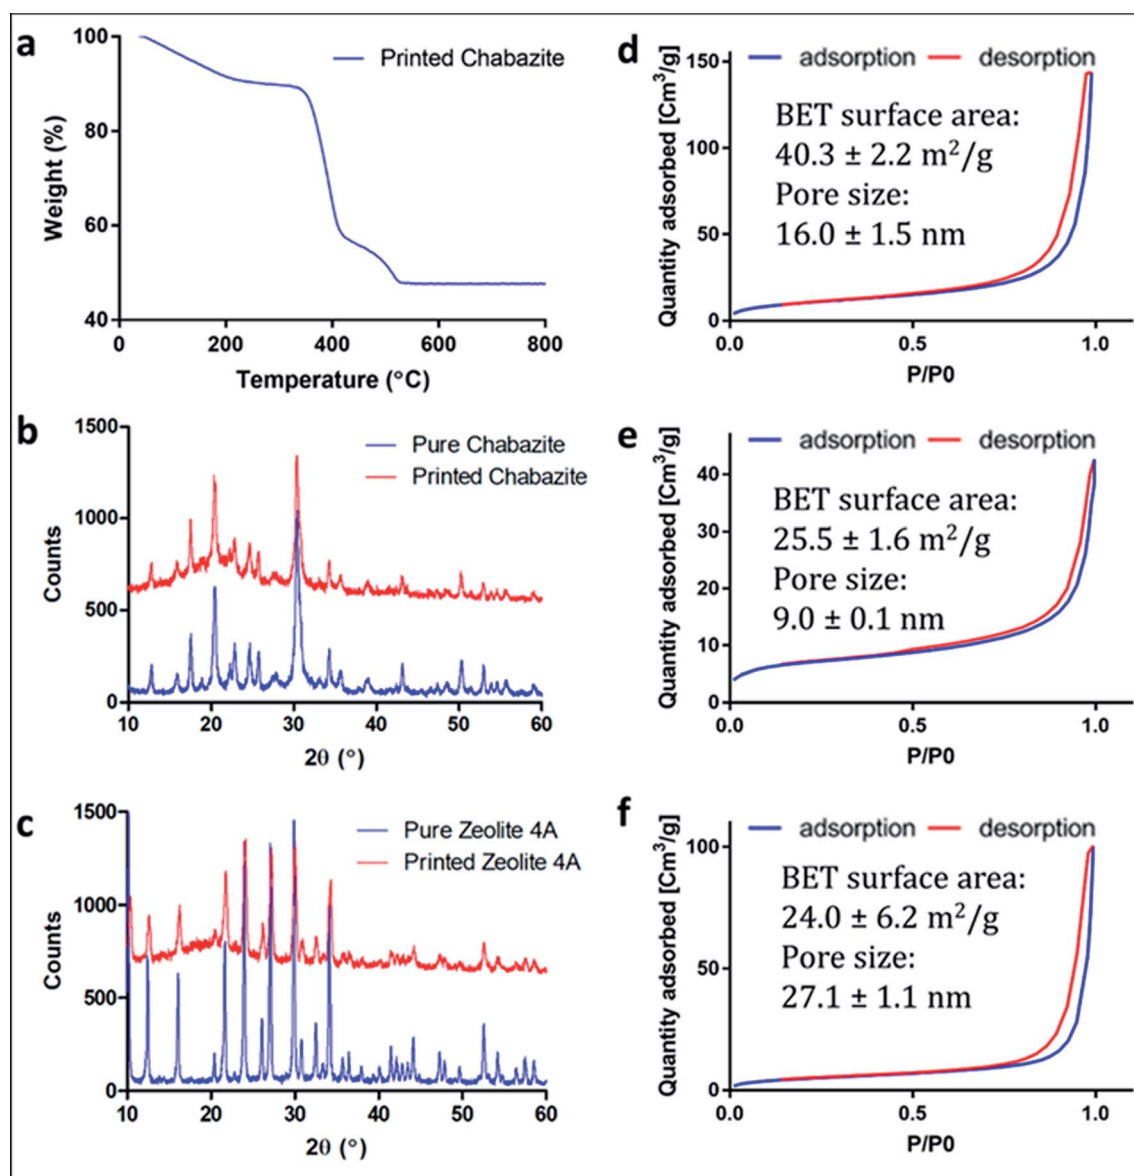 a
Printed Chabazite
100
80
60
40
Weight (%)
0
200
400
600
800
Temperature (°C)
b
Pure Chabazite
Printed Chabazite
1500
1000
500
0
Counts
10
20
30
40
50
60
2θ (°)
c
Pure Zeolite 4A
Printed Zeolite 4A
1500
1000
500
0
Counts
10
20
30
40
50
60
2θ (°)
d
adsorption
desorption
BET surface area:
40.3 ± 2.2 m²/g
Pore size:
16.0 ± 1.5 nm
150
100
50
0
Quantity adsorbed [Cm³/g]
0.0
0.5
1.0
P/P0
e
adsorption
desorption
BET surface area:
25.5 ± 1.6 m²/g
Pore size:
9.0 ± 0.1 nm
40
30
20
10
0
Quantity adsorbed [Cm³/g]
0.0
0.5
1.0
P/P0
f
adsorption
desorption
BET surface area:
24.0 ± 6.2 m²/g
Pore size:
27.1 ± 1.1 nm
100
50
0
Quantity adsorbed [Cm³/g]
0.0
0.5
1.0
P/P0